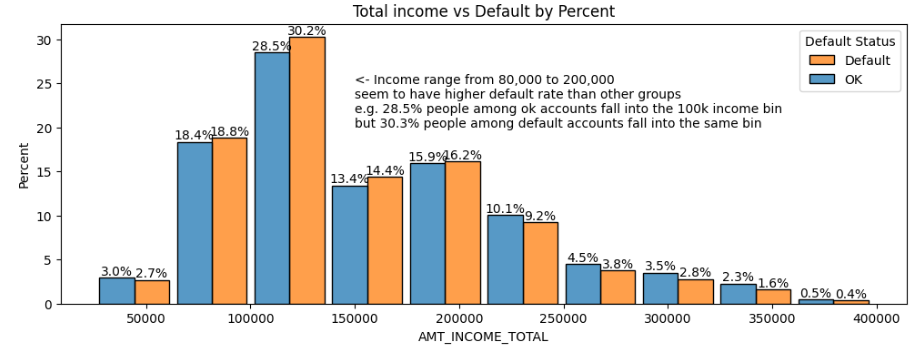 Total income vs Default by Percent
Default Status
Default
OK
<- Income range from 80,000 to 200,000
seem to have higher default rate than other groups
e.g. 28.5% people among ok accounts fall into the 100k income bin
but 30.3% people among default accounts fall into the same bin
3.0% 2.7% 18.4% 18.8% 28.5% 30.2% 13.4% 14.4% 15.9% 16.2% 10.1% 9.2% 4.5% 3.8% 3.5% 2.8% 2.3% 1.6% 0.5% 0.4%
Percent
30
25
20
15
10
5
0
50000 100000 150000 200000 250000 300000 350000 400000
AMT_INCOME_TOTAL